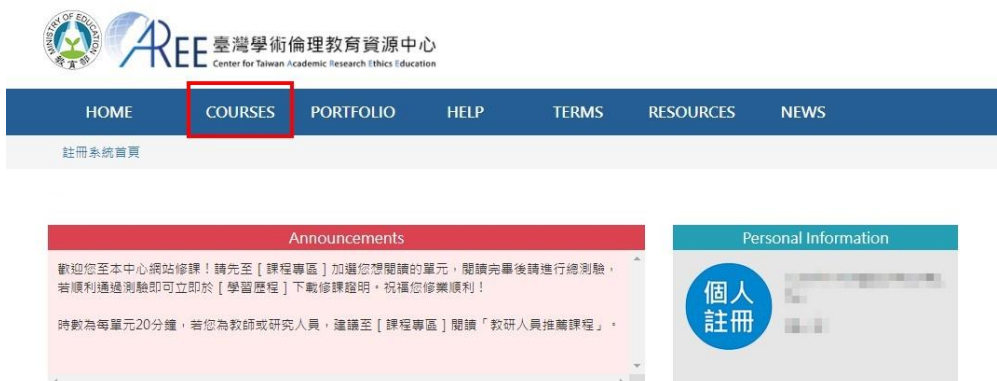 MINISTRY OF EDUCATION
教育部
AREE 臺灣學術倫理教育資源中心
Center for Taiwan Academic Research Ethics Education
HOME COURSES PORTFOLIO HELP TERMS RESOURCES NEWS
註冊系統首頁
Announcements
歡迎您至本中心網站修課！請先至 [ 課程專區 ] 加選您想閱讀的單元，閱讀完畢後請進行總測驗，
若順利通過測驗即可立即於 [ 學習歷程 ] 下載修課證明。祝福您修業順利！
時數為每單元20分鐘，若您為教師或研究人員，建議至 [ 課程專區 ] 閱讀「教研人員推薦課程」。
Personal Information
個人
註冊